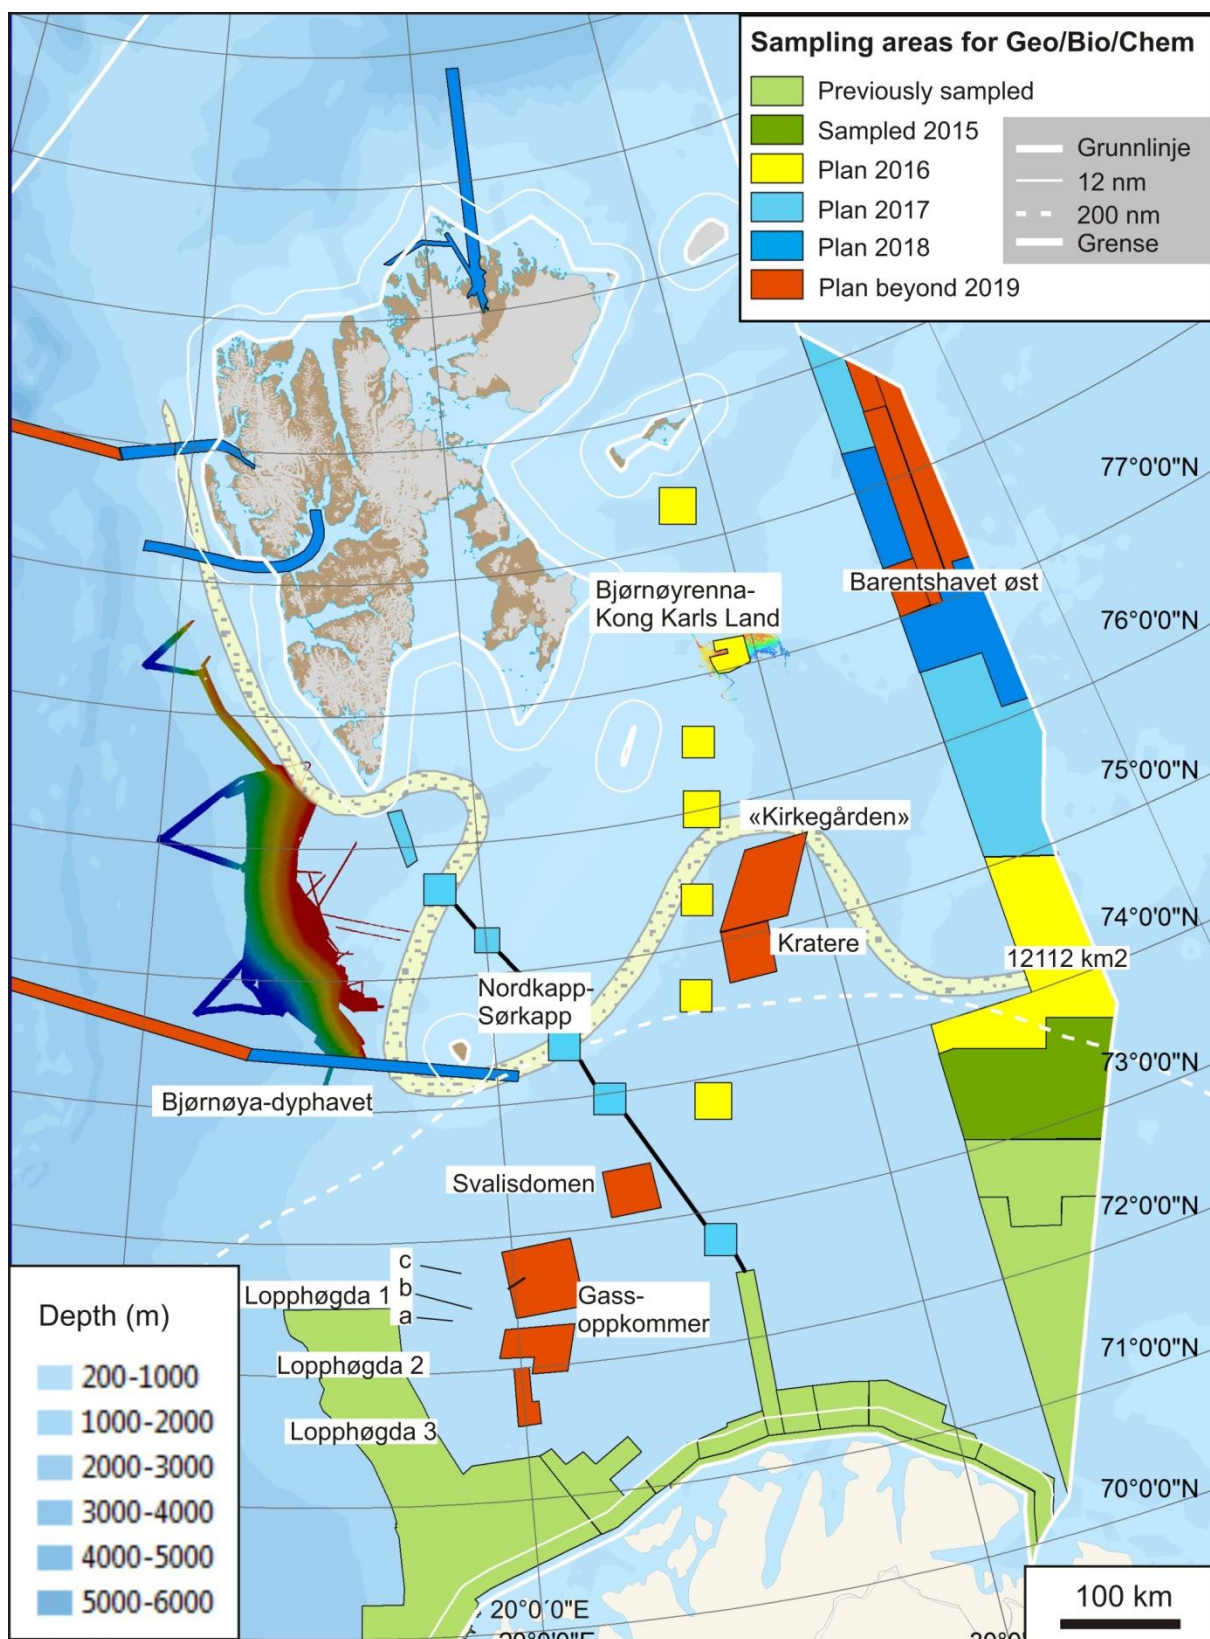 Sampling areas for Geo/Bio/Chem
Previously sampled
Sampled 2015
Plan 2016
Plan 2017
Plan 2018
Plan beyond 2019
Grunnlinje
12 nm
200 nm
Grense
77°0'0"N
Barentshavet øst
Bjørnøyrenna-
Kong Karls Land
76°0'0"N
75°0'0"N
«Kirkegården»
74°0'0"N
Kratere
12112 km2
Nordkapp-
Sørkapp
73°0'0"N
Bjørnøya-dyphavet
Svalisdomen
72°0'0"N
c
b
a
Lopphøgda 1
Gass-
oppkommer
71°0'0"N
Lopphøgda 2
Lopphøgda 3
70°0'0"N
Depth (m)
200-1000
1000-2000
2000-3000
3000-4000
4000-5000
5000-6000
20°0'0"E
100 km